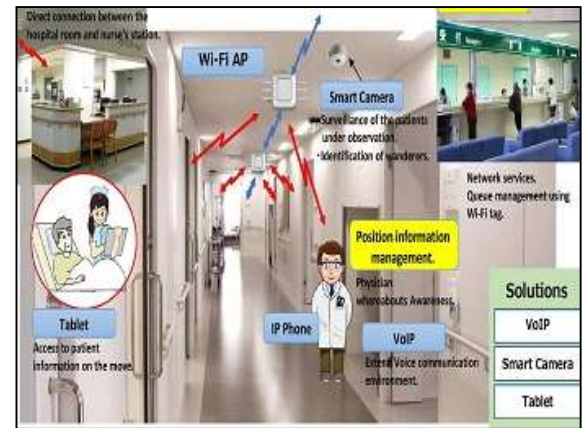 Direct connection between the
hospital room and nurse's station.
Wi-Fi AP
Smart Camera
·Surveillance of the patients
under observation.
·Identification of wanderers.
Network services.
Queue management using
Wi-Fi tag.
Position information
management.
Physician
whereabouts Awareness.
Tablet
Access to patient
information on the move.
IP Phone
VoIP
Extend Voice communication
environment.
Solutions
VoIP
Smart Camera
Tablet